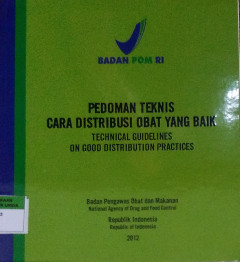 BADAN POM RI
PEDOMAN TEKNIS
CARA DISTRIBUSI OBAT YANG BAIK
TECHNICAL GUIDELINES
ON GOOD DISTRIBUTION PRACTICES
Badan Pengawas Obat dan Makanan
National Agency of Drug and Food Control
Republik Indonesia
Republic of Indonesia
2012